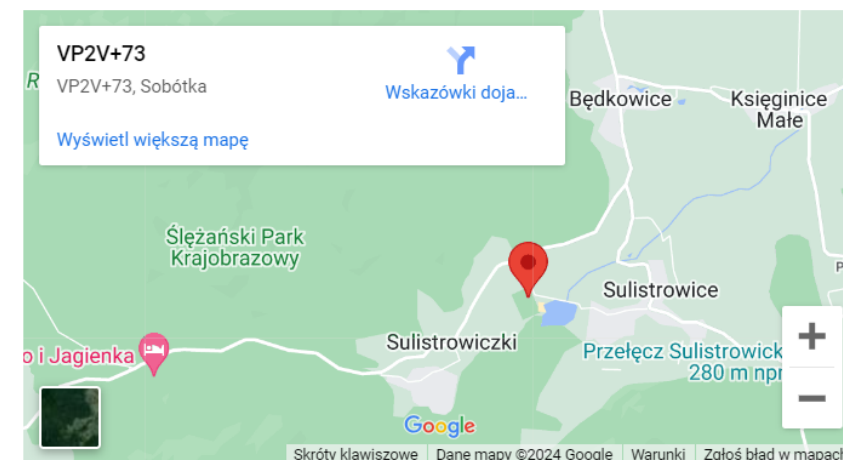 VP2V+73
VP2V+73, Sobótka
Wskazówki doja...
Wyświetl większą mapę
R
Będkowice
Księginice
Małe
Ślężański Park
Krajobrazowy
Sulistrowice
P
o i Jagienka
Sulistrowiczki
Przełęcz Sulistrowick
280 m npr
+
−
Google
Skróty klawiszowe
Dane mapy ©2024 Google
Warunki
Zgłoś błąd w mapach